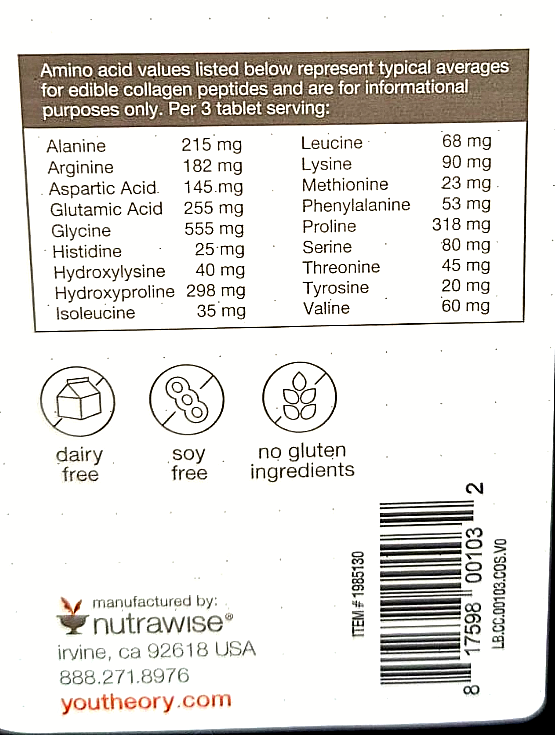 Amino acid values listed below represent typical averages
for edible collagen peptides and are for informational
purposes only. Per 3 tablet serving:
Alanine 215 mg
Arginine 182 mg
Aspartic Acid 145 mg
Glutamic Acid 255 mg
Glycine 555 mg
Histidine 25 mg
Hydroxylysine 40 mg
Hydroxyproline 298 mg
Isoleucine 35 mg
Leucine 68 mg
Lysine 90 mg
Methionine 23 mg
Phenylalanine 53 mg
Proline 318 mg
Serine 80 mg
Threonine 45 mg
Tyrosine 20 mg
Valine 60 mg
dairy
free
soy
free
no gluten
ingredients
manufactured by:
nutrawise®
irvine, ca 92618 USA
888.271.8976
youtheory.com
ITEM # 1985130
8 17598 00103 2
LB.CC.00103.COS.V0